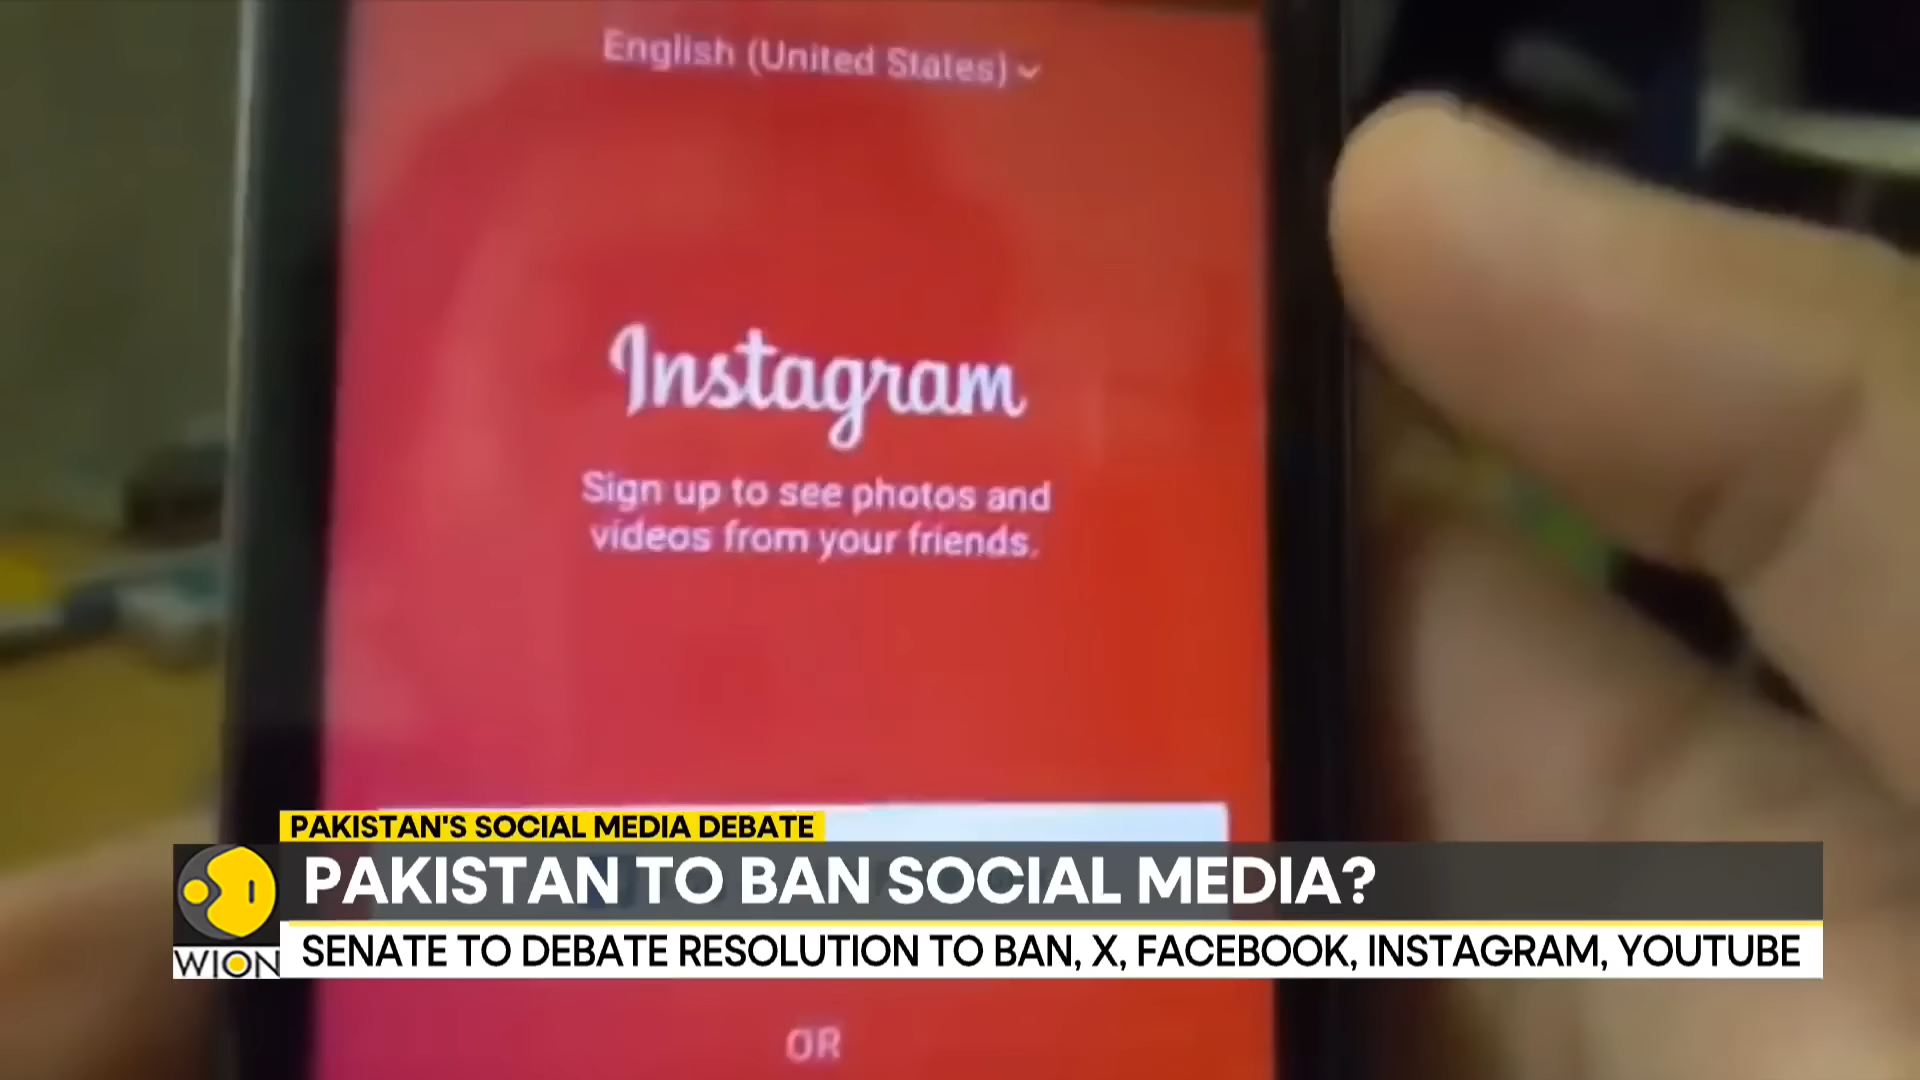 English (United States)
Instagram
Sign up to see photos and
videos from your friends.
PAKISTAN'S SOCIAL MEDIA DEBATE
PAKISTAN TO BAN SOCIAL MEDIA?
SENATE TO DEBATE RESOLUTION TO BAN, X, FACEBOOK, INSTAGRAM, YOUTUBE
WION
OR